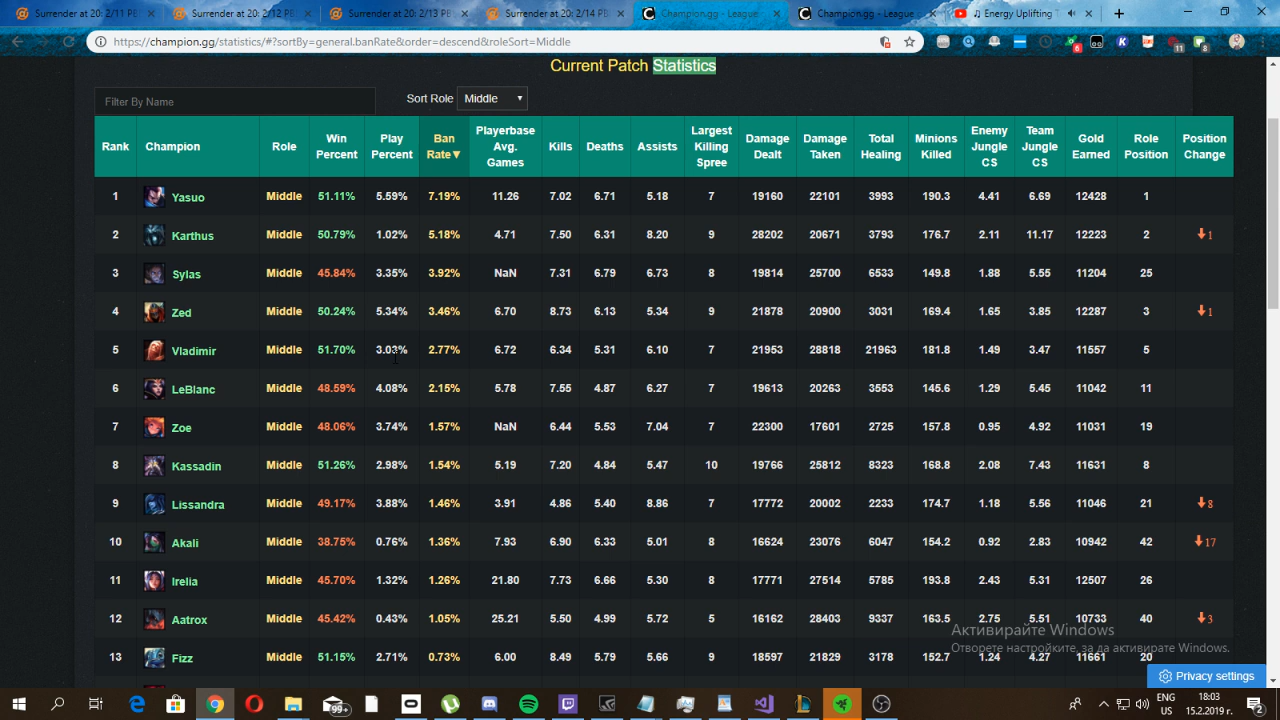 Surrender at 20: 2/11 PB
Surrender at 20: 2/12 PB
Surrender at 20: 2/13 PB
Surrender at 20: 2/14 PB
Champion.gg - League
Champion.gg - League o
♫ Energy Uplifting T
https://champion.gg/statistics/#?sortBy=general.banRate&order=descend&roleSort=Middle
6
11
8
Current Patch Statistics
Filter By Name
Sort Role Middle
Rank Champion Role Win Percent Play Percent Ban Rate▼ Playerbase Avg. Games Kills Deaths Assists Largest Killing Spree Damage Dealt Damage Taken Total Healing Minions Killed Enemy Jungle CS Team Jungle CS Gold Earned Role Position Position Change
1 Yasuo Middle 51.11% 5.59% 7.19% 11.26 7.02 6.71 5.18 7 19160 22101 3993 190.3 4.41 6.69 12428 1
2 Karthus Middle 50.79% 1.02% 5.18% 4.71 7.50 6.31 8.20 9 28202 20671 3793 176.7 2.11 11.17 12223 2 1
3 Sylas Middle 45.84% 3.35% 3.92% NaN 7.31 6.79 6.73 8 19814 25700 6533 149.8 1.88 5.55 11204 25
4 Zed Middle 50.24% 5.34% 3.46% 6.70 8.73 6.13 5.34 9 21878 20900 3031 169.4 1.65 3.85 12287 3 1
5 Vladimir Middle 51.70% 3.03% 2.77% 6.72 6.34 5.31 6.10 7 21953 28818 21963 181.8 1.49 3.47 11557 5
6 LeBlanc Middle 48.59% 4.08% 2.15% 5.78 7.55 4.87 6.27 7 19613 20263 3553 145.6 1.29 5.45 11042 11
7 Zoe Middle 48.06% 3.74% 1.57% NaN 6.44 5.53 7.04 7 22300 17601 2725 157.8 0.95 4.92 11031 19
8 Kassadin Middle 51.26% 2.98% 1.54% 5.19 7.20 4.84 5.47 10 19766 25812 8323 168.8 2.08 7.43 11631 8
9 Lissandra Middle 49.17% 3.88% 1.46% 3.91 4.86 5.40 8.86 7 17772 20002 2233 174.7 1.18 5.56 11046 21 8
10 Akali Middle 38.75% 0.76% 1.36% 7.93 6.90 6.33 5.01 8 16624 23076 6047 154.2 0.92 2.83 10942 42 17
11 Irelia Middle 45.70% 1.32% 1.26% 21.80 7.73 6.66 5.30 8 17771 27514 5785 193.8 2.43 5.31 12507 26
12 Aatrox Middle 45.42% 0.43% 1.05% 25.21 5.50 4.99 5.72 5 16162 28403 9337 163.5 2.75 5.51 10733 40 3
13 Fizz Middle 51.15% 2.71% 0.73% 6.00 8.49 5.79 5.66 9 18597 21829 3178 152.7 1.24 4.27 11661 20
Активирайте Windows
Отворете настройките, за да активирате Windows.
Privacy settings
99+
ENG
US
18:03
15.2.2019 г.
2